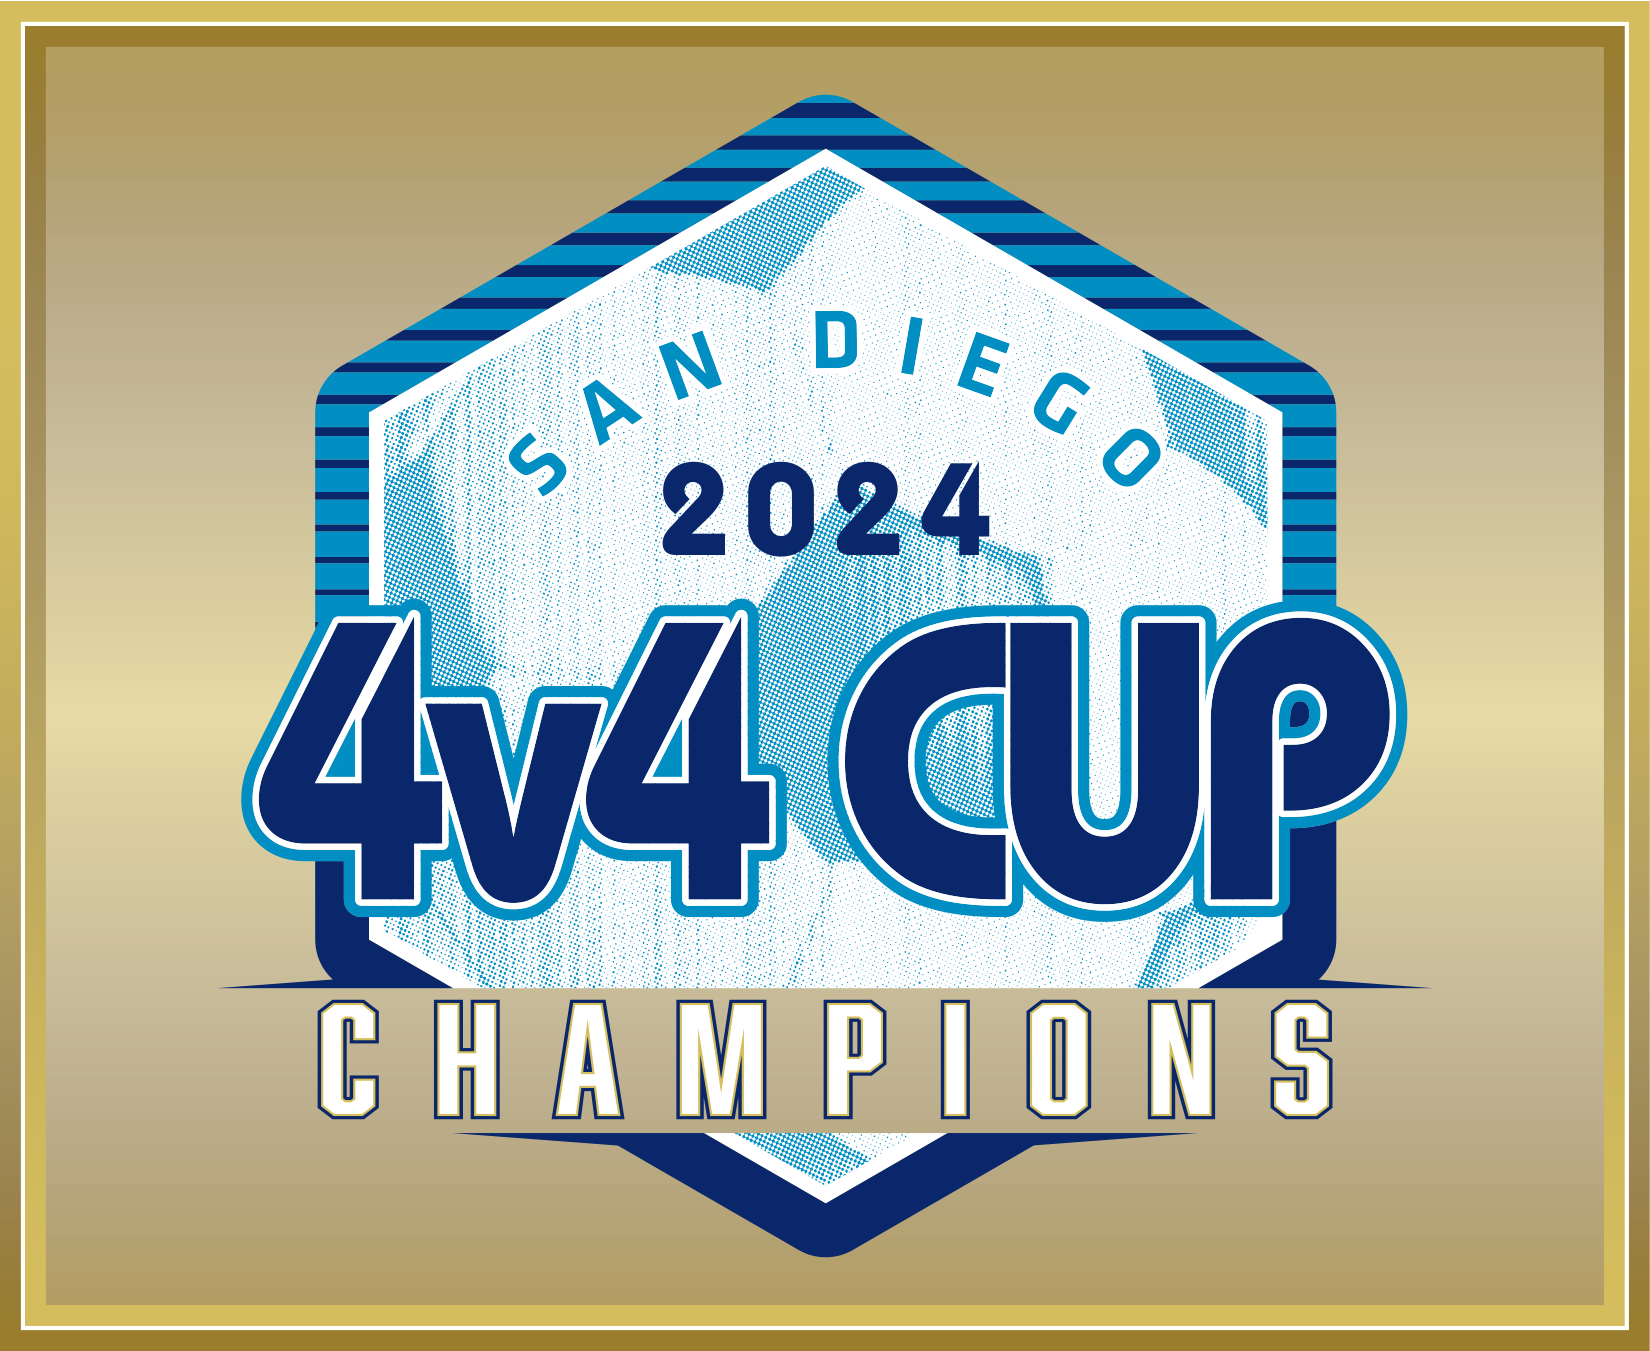 SAN DIEGO
2024
4v4 CUP
CHAMPIONS